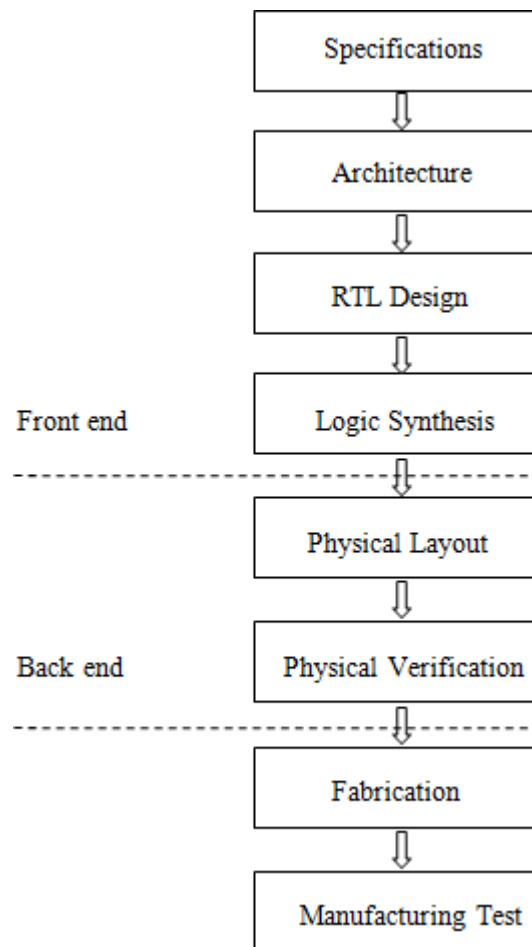 Specifications
Architecture
RTL Design
Front end
Logic Synthesis
Physical Layout
Back end
Physical Verification
Fabrication
Manufacturing Test